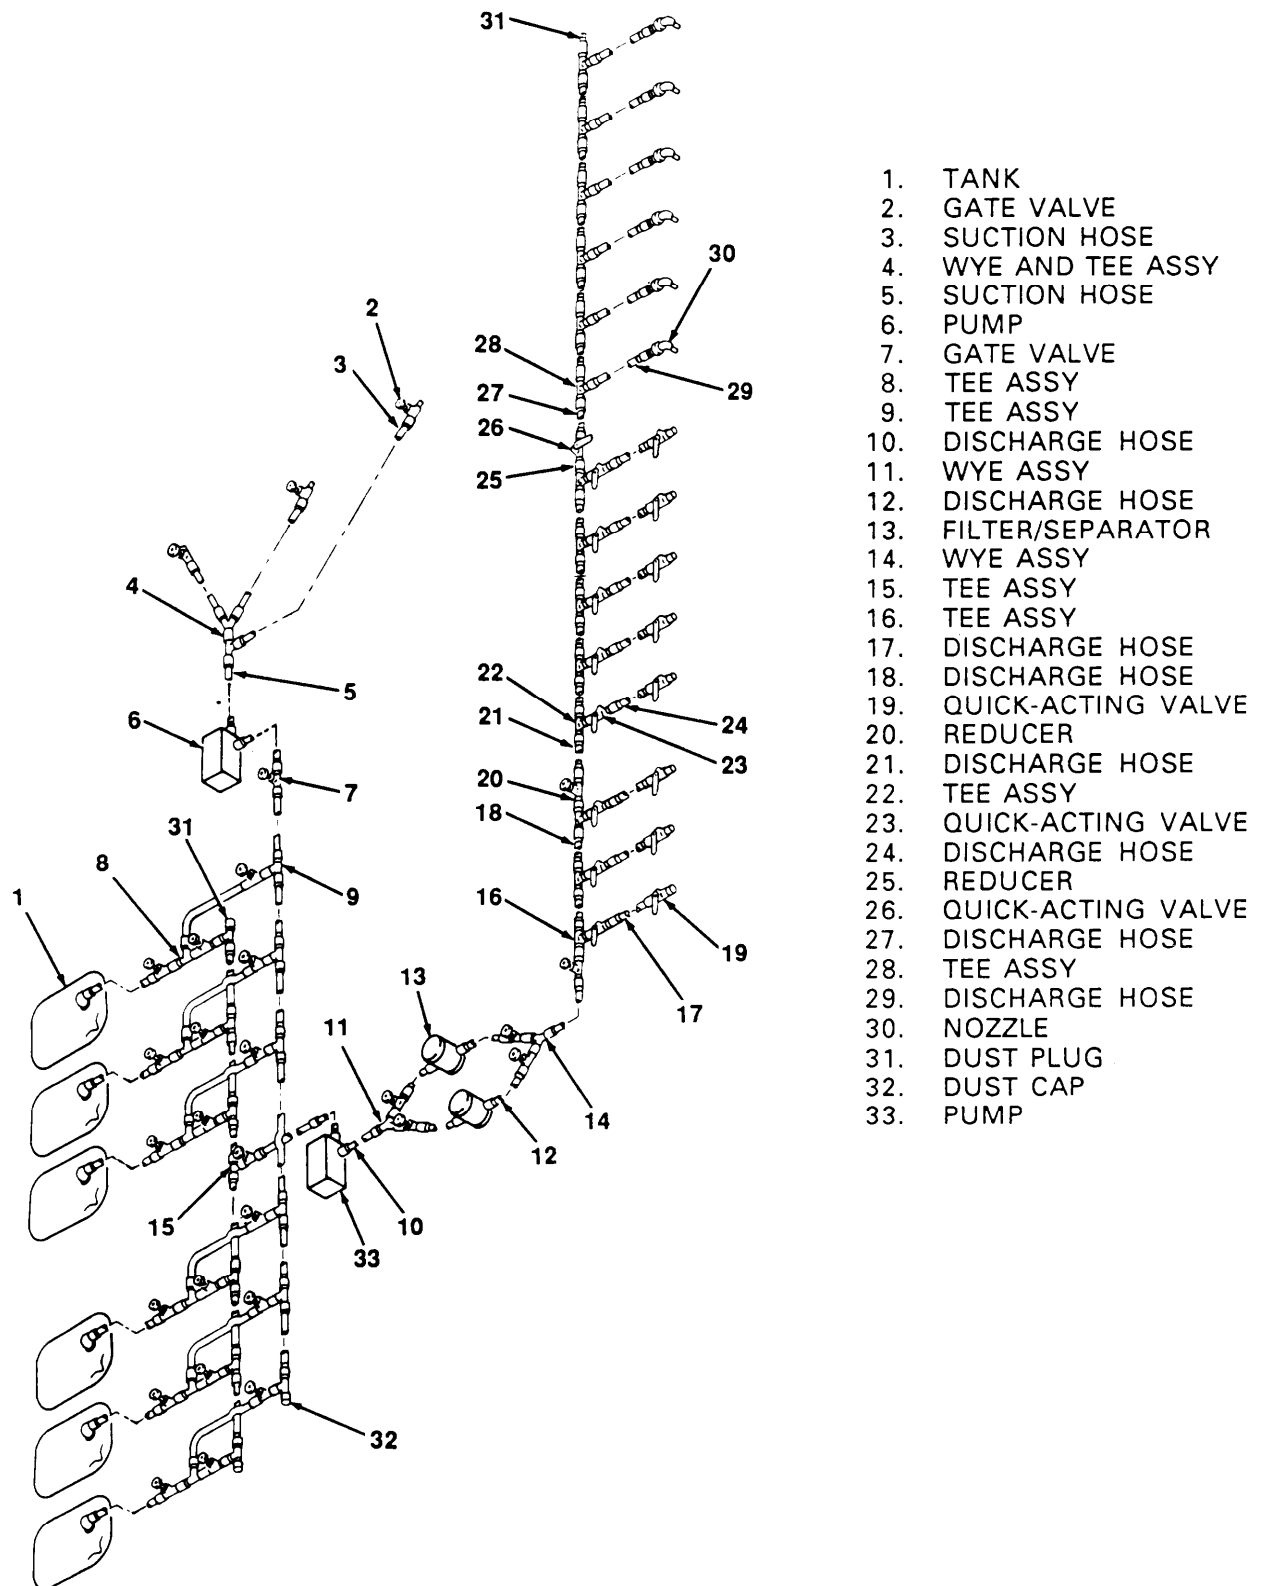 31
30
2
28
3
29
27
26
25
4
22
5
24
6
21
23
20
7
31
18
8
9
1
16
19
13
17
11
14
12
15
10
33
32
1. TANK
2. GATE VALVE
3. SUCTION HOSE
4. WYE AND TEE ASSY
5. SUCTION HOSE
6. PUMP
7. GATE VALVE
8. TEE ASSY
9. TEE ASSY
10. DISCHARGE HOSE
11. WYE ASSY
12. DISCHARGE HOSE
13. FILTER/SEPARATOR
14. WYE ASSY
15. TEE ASSY
16. TEE ASSY
17. DISCHARGE HOSE
18. DISCHARGE HOSE
19. QUICK-ACTING VALVE
20. REDUCER
21. DISCHARGE HOSE
22. TEE ASSY
23. QUICK-ACTING VALVE
24. DISCHARGE HOSE
25. REDUCER
26. QUICK-ACTING VALVE
27. DISCHARGE HOSE
28. TEE ASSY
29. DISCHARGE HOSE
30. NOZZLE
31. DUST PLUG
32. DUST CAP
33. PUMP